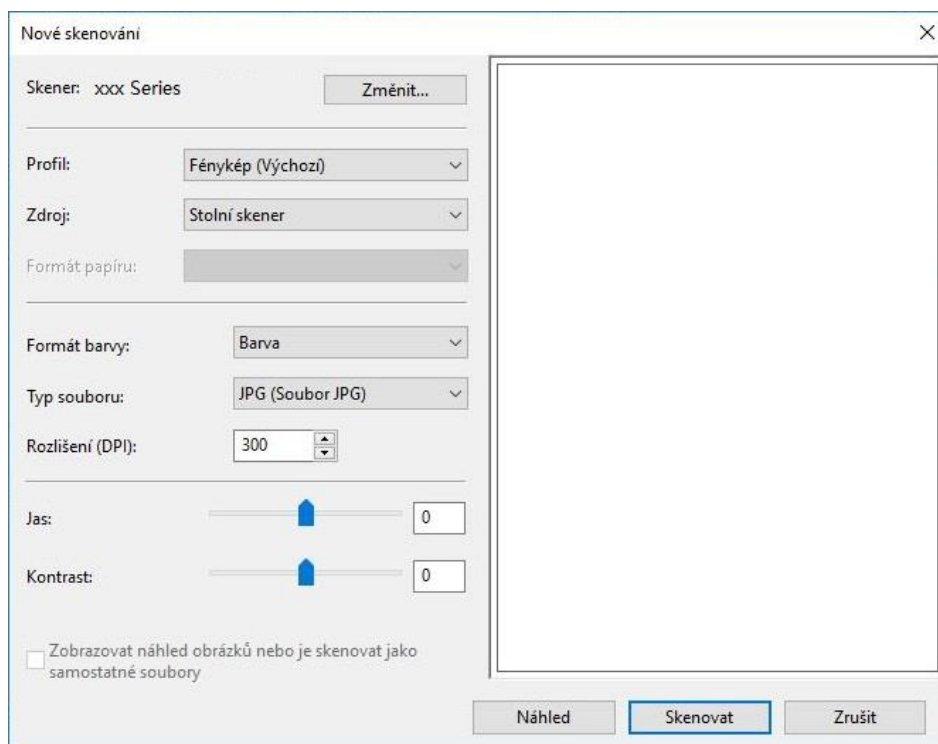 Nové skenování
Skener: xxx Series Změnit...
Profil: Fénykép (Výchozí)
Zdroj: Stolní skener
Formát papíru:
Formát barvy: Barva
Typ souboru: JPG (Soubor JPG)
Rozlišení (DPI): 300
Jas: 0
Kontrast: 0
Zobrazovat náhled obrázků nebo je skenovat jako
samostatné soubory
Náhled Skenovat Zrušit